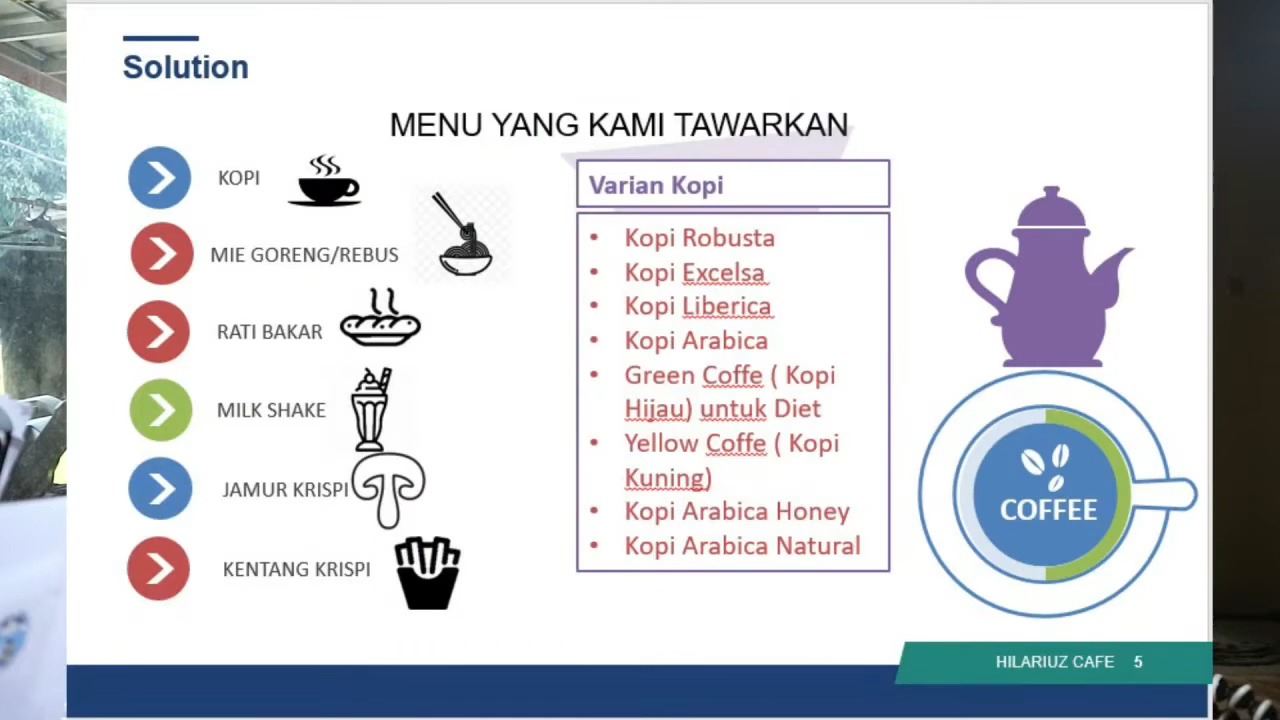 Solution
MENU YANG KAMI TAWARKAN
KOPI
MIE GORENG/REBUS
RATI BAKAR
MILK SHAKE
JAMUR KRISPI
KENTANG KRISPI
Varian Kopi
• Kopi Robusta
• Kopi Excelsa
• Kopi Liberica
• Kopi Arabica
• Green Coffe ( Kopi
Hijau) untuk Diet
• Yellow Coffe ( Kopi
Kuning)
• Kopi Arabica Honey
• Kopi Arabica Natural
COFFEE
HILARIUZ CAFE 5